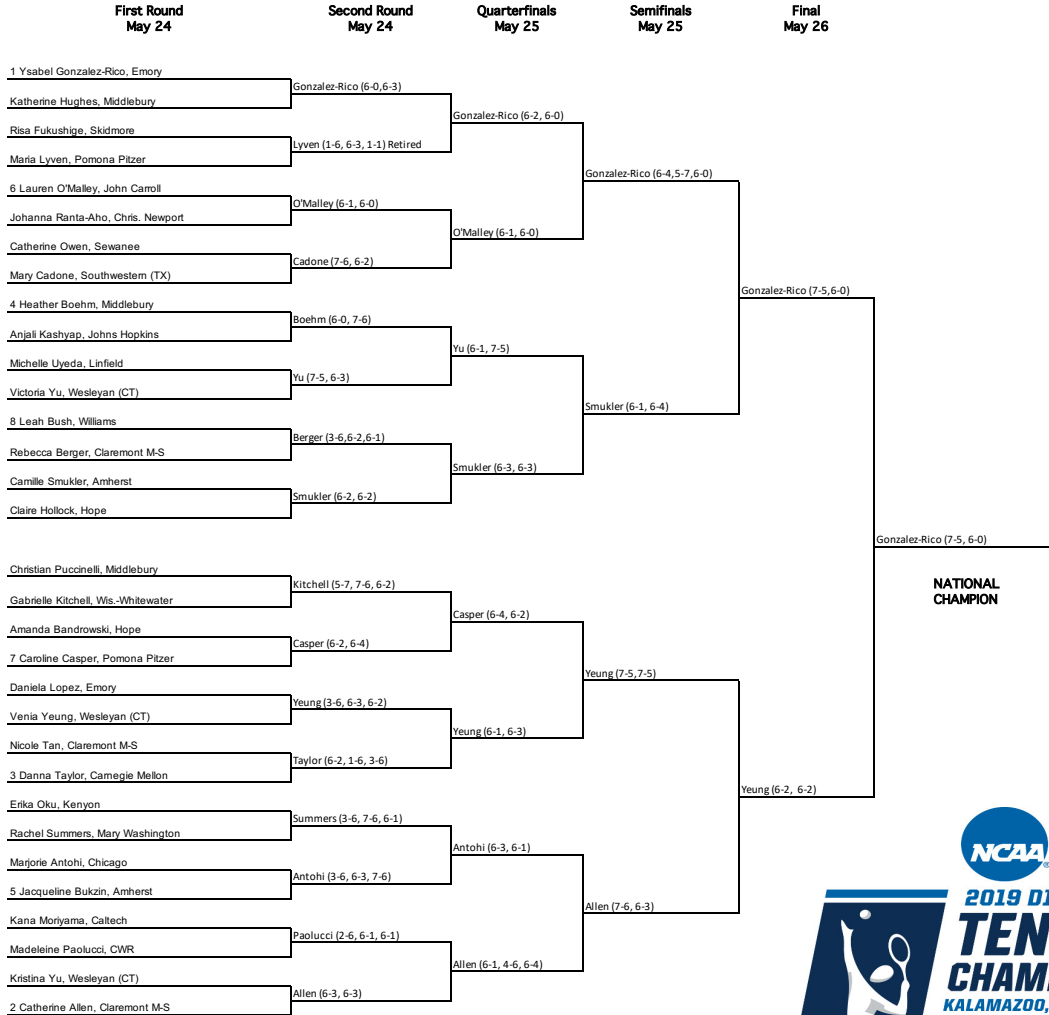 First Round Second Round Quarterfinals Semifinals Final
May 24 May 24 May 25 May 25 May 26
1 Ysabel Gonzalez-Rico, Emory
Gonzalez-Rico (6-0,6-3)
Katherine Hughes, Middlebury
Gonzalez-Rico (6-2, 6-0)
Risa Fukushige, Skidmore
Lyven (1-6, 6-3, 1-1) Retired
Maria Lyven, Pomona Pitzer
Gonzalez-Rico (6-4,5-7,6-0)
6 Lauren O'Malley, John Carroll
O'Malley (6-1, 6-0)
Johanna Ranta-Aho, Chris. Newport
O'Malley (6-1, 6-0)
Catherine Owen, Sewanee
Cadone (7-6, 6-2)
Mary Cadone, Southwestern (TX)
Gonzalez-Rico (7-5,6-0)
4 Heather Boehm, Middlebury
Boehm (6-0, 7-6)
Anjali Kashyap, Johns Hopkins
Yu (6-1, 7-5)
Michelle Uyeda, Linfield
Yu (7-5, 6-3)
Victoria Yu, Wesleyan (CT)
Smukler (6-1, 6-4)
8 Leah Bush, Williams
Berger (3-6,6-2,6-1)
Rebecca Berger, Claremont M-S
Smukler (6-3, 6-3)
Camille Smukler, Amherst
Smukler (6-2, 6-2)
Claire Hollock, Hope
Gonzalez-Rico (7-5, 6-0)
Christian Puccinelli, Middlebury
Kitchell (5-7, 7-6, 6-2)
NATIONAL
CHAMPION
Gabrielle Kitchell, Wis.-Whitewater
Casper (6-4, 6-2)
Amanda Bandrowski, Hope
Casper (6-2, 6-4)
7 Caroline Casper, Pomona Pitzer
Yeung (7-5,7-5)
Daniela Lopez, Emory
Yeung (3-6, 6-3, 6-2)
Venia Yeung, Wesleyan (CT)
Yeung (6-1, 6-3)
Nicole Tan, Claremont M-S
Taylor (6-2, 1-6, 3-6)
3 Danna Taylor, Carnegie Mellon
Yeung (6-2, 6-2)
Erika Oku, Kenyon
Summers (3-6, 7-6, 6-1)
Rachel Summers, Mary Washington
Antohi (6-3, 6-1)
Marjorie Antohi, Chicago
Antohi (3-6, 6-3, 7-6)
5 Jacqueline Bukzin, Amherst
Allen (7-6, 6-3)
Kana Moriyama, Caltech
Paolucci (2-6, 6-1, 6-1)
Madeleine Paolucci, CWR
Allen (6-1, 4-6, 6-4)
Kristina Yu, Wesleyan (CT)
Allen (6-3, 6-3)
2 Catherine Allen, Claremont M-S
NCAA
2019 D1
TEN
CHAM
KALAMAZOO,